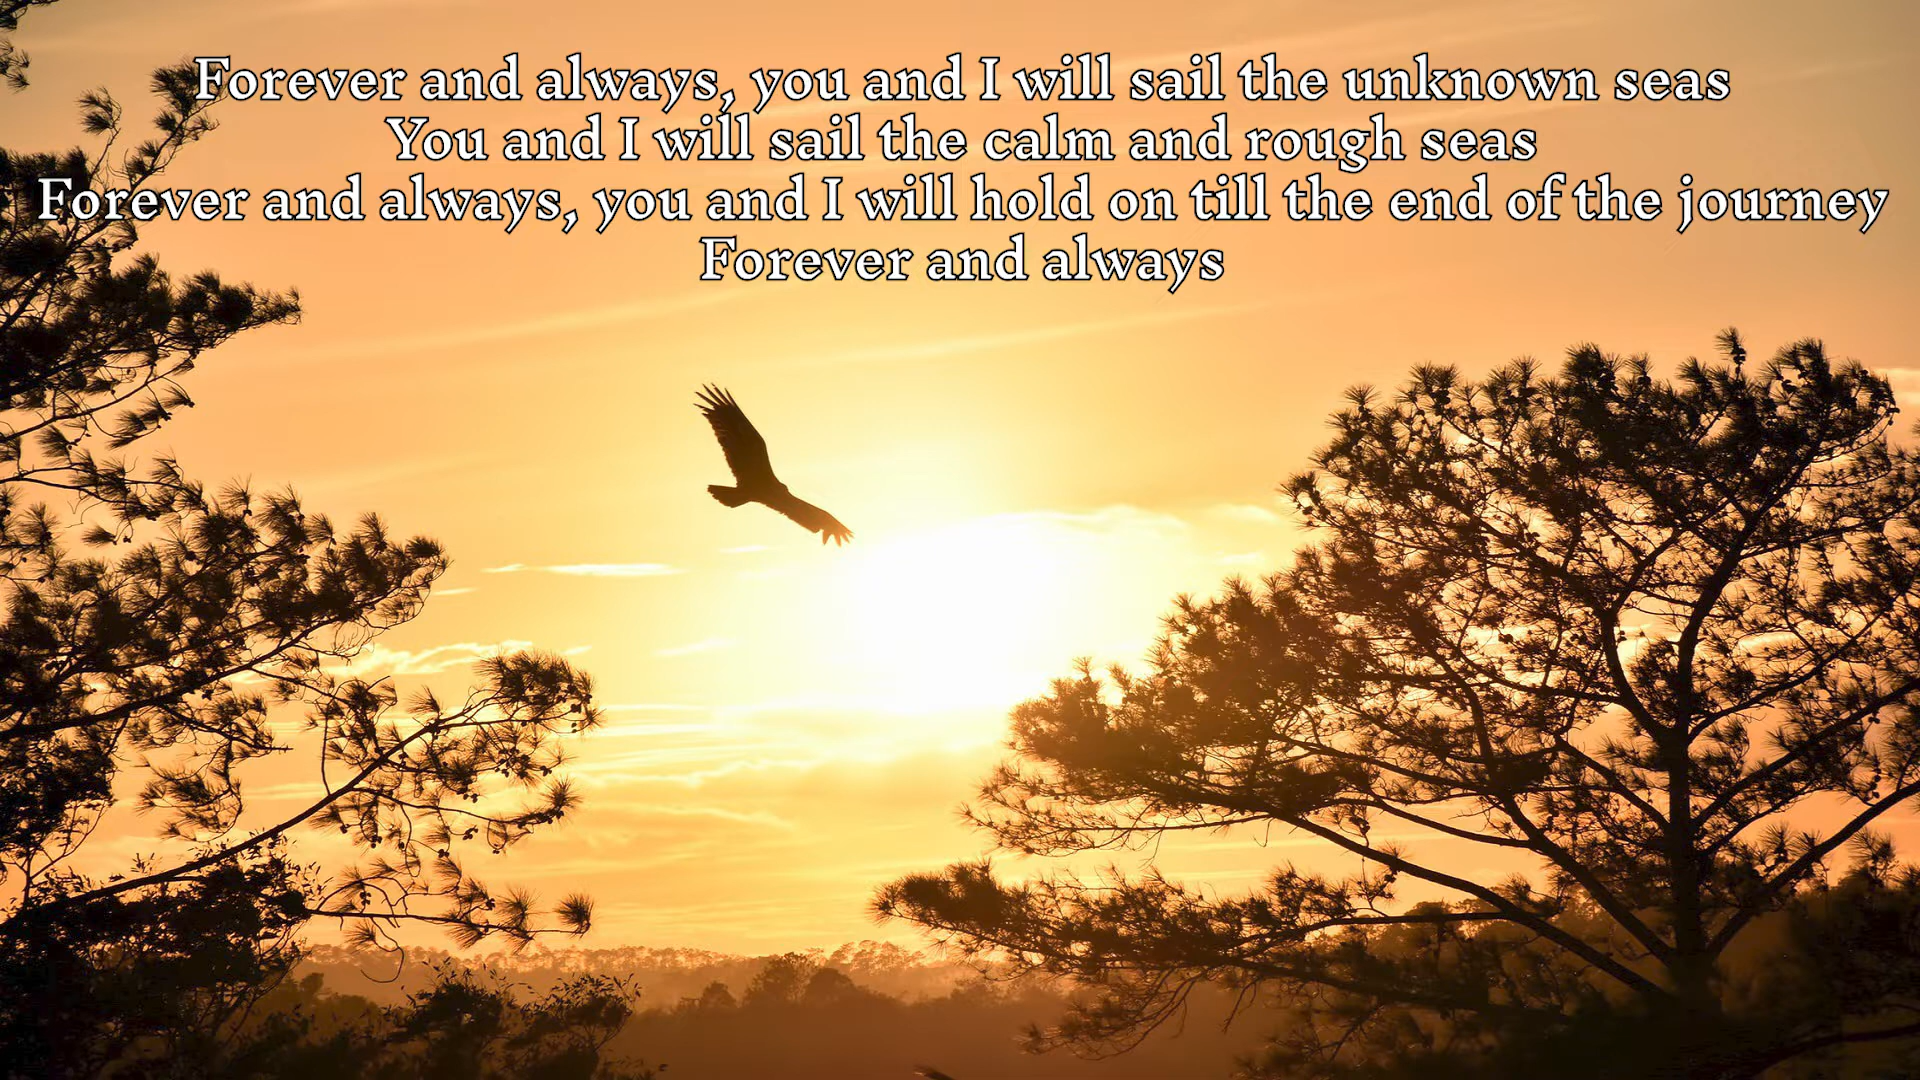 Forever and always, you and I will sail the unknown seas
You and I will sail the calm and rough seas
Forever and always, you and I will hold on till the end of the journey
Forever and always